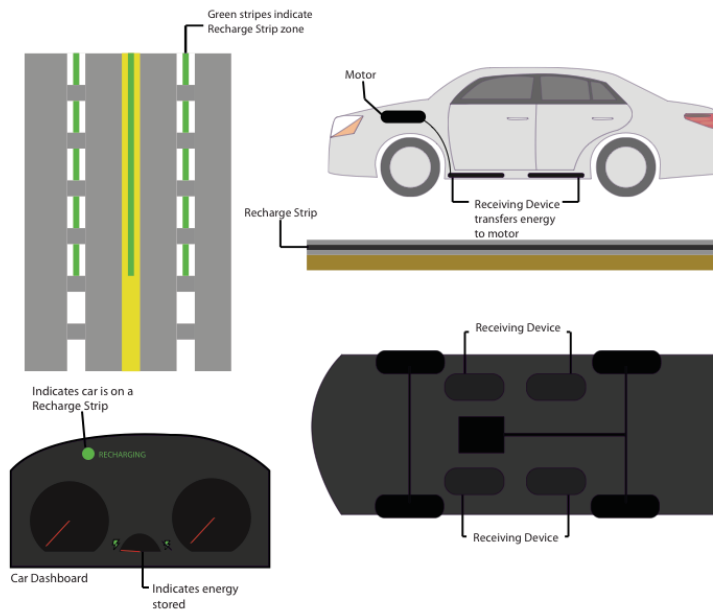 Green stripes indicate
Recharge Strip zone
Motor
Receiving Device
transfers energy
to motor
Recharge Strip
Receiving Device
Indicates car is on a
Recharge Strip
RECHARGING
Receiving Device
Car Dashboard
Indicates energy
stored